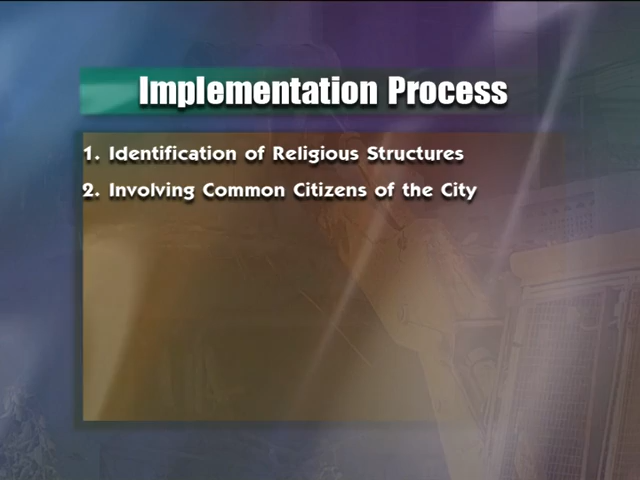 Implementation Process
1. Identification of Religious Structures
2. Involving Common Citizens of the City